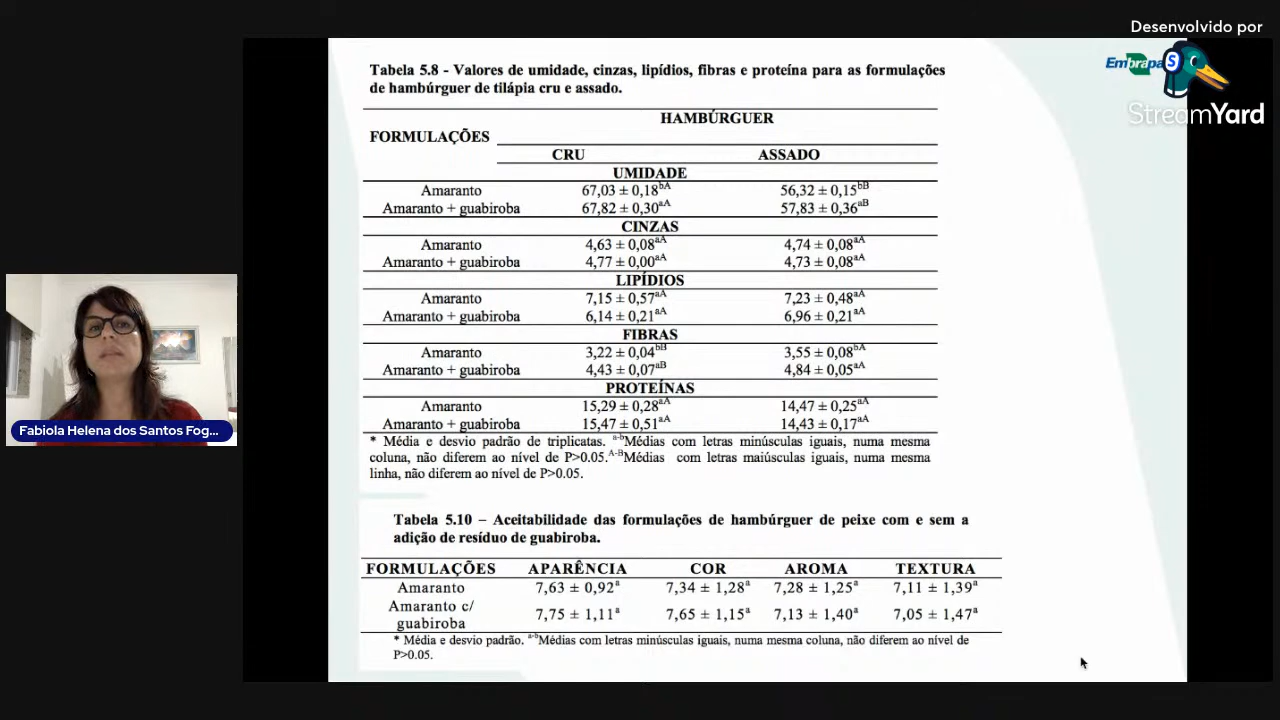 Desenvolvido por
Embrapa
S
StreamYard
Tabela 5.8 - Valores de umidade, cinzas, lipídios, fibras e proteína para as formulações
de hambúrguer de tilápia cru e assado.
HAMBÚRGUER
FORMULAÇÕES
CRU ASSADO
UMIDADE
Amaranto 67,03 ± 0,18bA 56,32 ± 0,15bB
Amaranto + guabiroba 67,82 ± 0,30aA 57,83 ± 0,36aB
CINZAS
Amaranto 4,63 ± 0,08aA 4,74 ± 0,08aA
Amaranto + guabiroba 4,77 ± 0,00aA 4,73 ± 0,08aA
LIPÍDIOS
Amaranto 7,15 ± 0,57aA 7,23 ± 0,48aA
Amaranto + guabiroba 6,14 ± 0,21aA 6,96 ± 0,21aA
FIBRAS
Amaranto 3,22 ± 0,04bB 3,55 ± 0,08bA
Amaranto + guabiroba 4,43 ± 0,07aB 4,84 ± 0,05aA
PROTEÍNAS
Amaranto 15,29 ± 0,28aA 14,47 ± 0,25aA
Amaranto + guabiroba 15,47 ± 0,51aA 14,43 ± 0,17aA
* Média e desvio padrão de triplicatas. a-bMédias com letras minúsculas iguais, numa mesma
coluna, não diferem ao nível de P>0.05.A-BMédias com letras maiúsculas iguais, numa mesma
linha, não diferem ao nível de P>0.05.
Tabela 5.10 – Aceitabilidade das formulações de hambúrguer de peixe com e sem a
adição de resíduo de guabiroba.
FORMULAÇÕES APARÊNCIA COR AROMA TEXTURA
Amaranto 7,63 ± 0,92a 7,34 ± 1,28a 7,28 ± 1,25a 7,11 ± 1,39a
Amaranto c/
guabiroba 7,75 ± 1,11a 7,65 ± 1,15a 7,13 ± 1,40a 7,05 ± 1,47a
* Média e desvio padrão. a-bMédias com letras minúsculas iguais, numa mesma coluna, não diferem ao nível de
P>0.05.
Fabiola Helena dos Santos Fog...